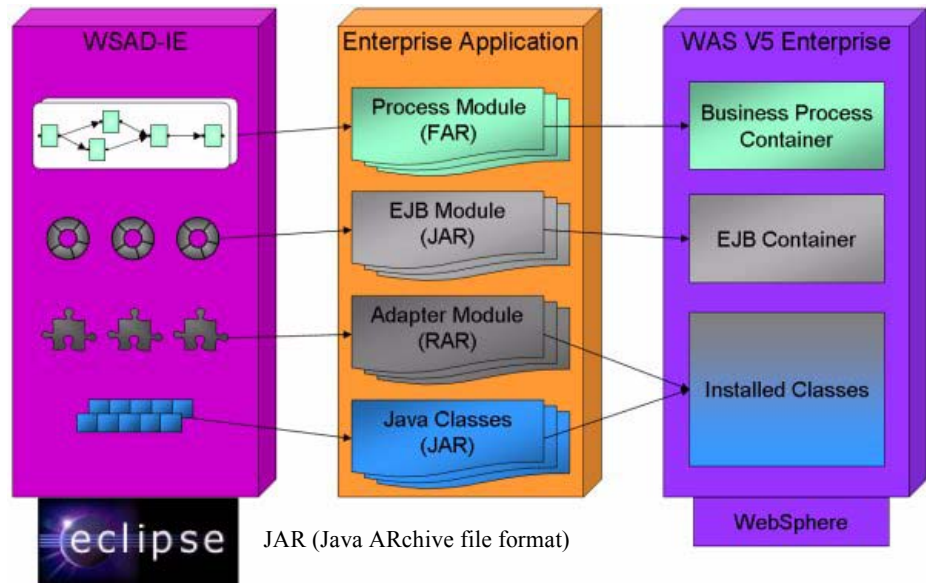 WSAD-IE
Enterprise Application
WAS V5 Enterprise
Process Module
(FAR)
Business Process
Container
EJB Module
(JAR)
EJB Container
Adapter Module
(RAR)
Installed Classes
Java Classes
(JAR)
eclipse
JAR (Java ARchive file format)
WebSphere